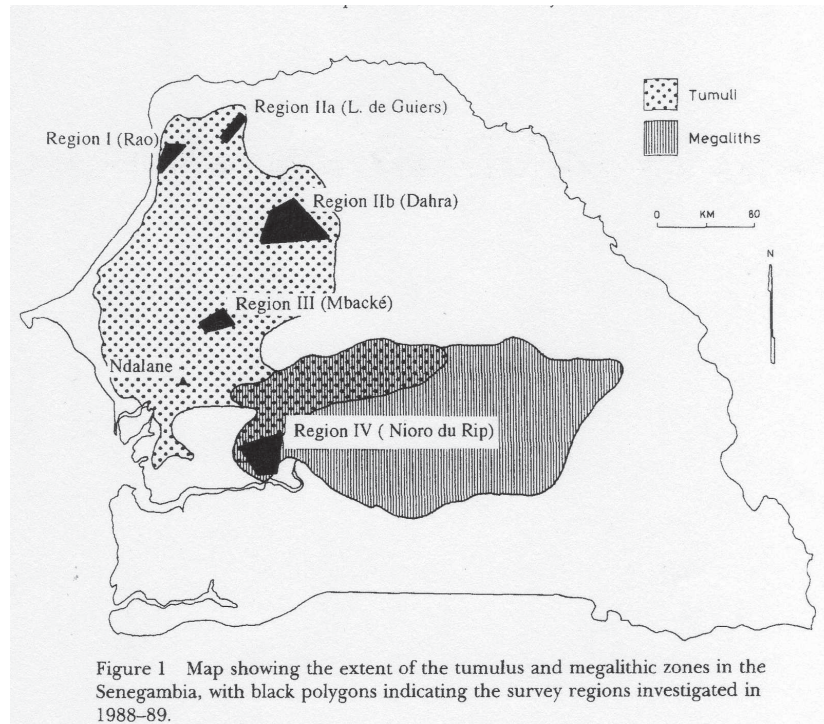 Region IIa (L. de Guiers)
Region I (Rao)
Tumuli
Megaliths
Region IIb (Dahra)
0 KM 80
N
Region III (Mbacké)
Ndalane
Region IV ( Nioro du Rip)
Figure 1 Map showing the extent of the tumulus and megalithic zones in the
Senegambia, with black polygons indicating the survey regions investigated in
1988–89.